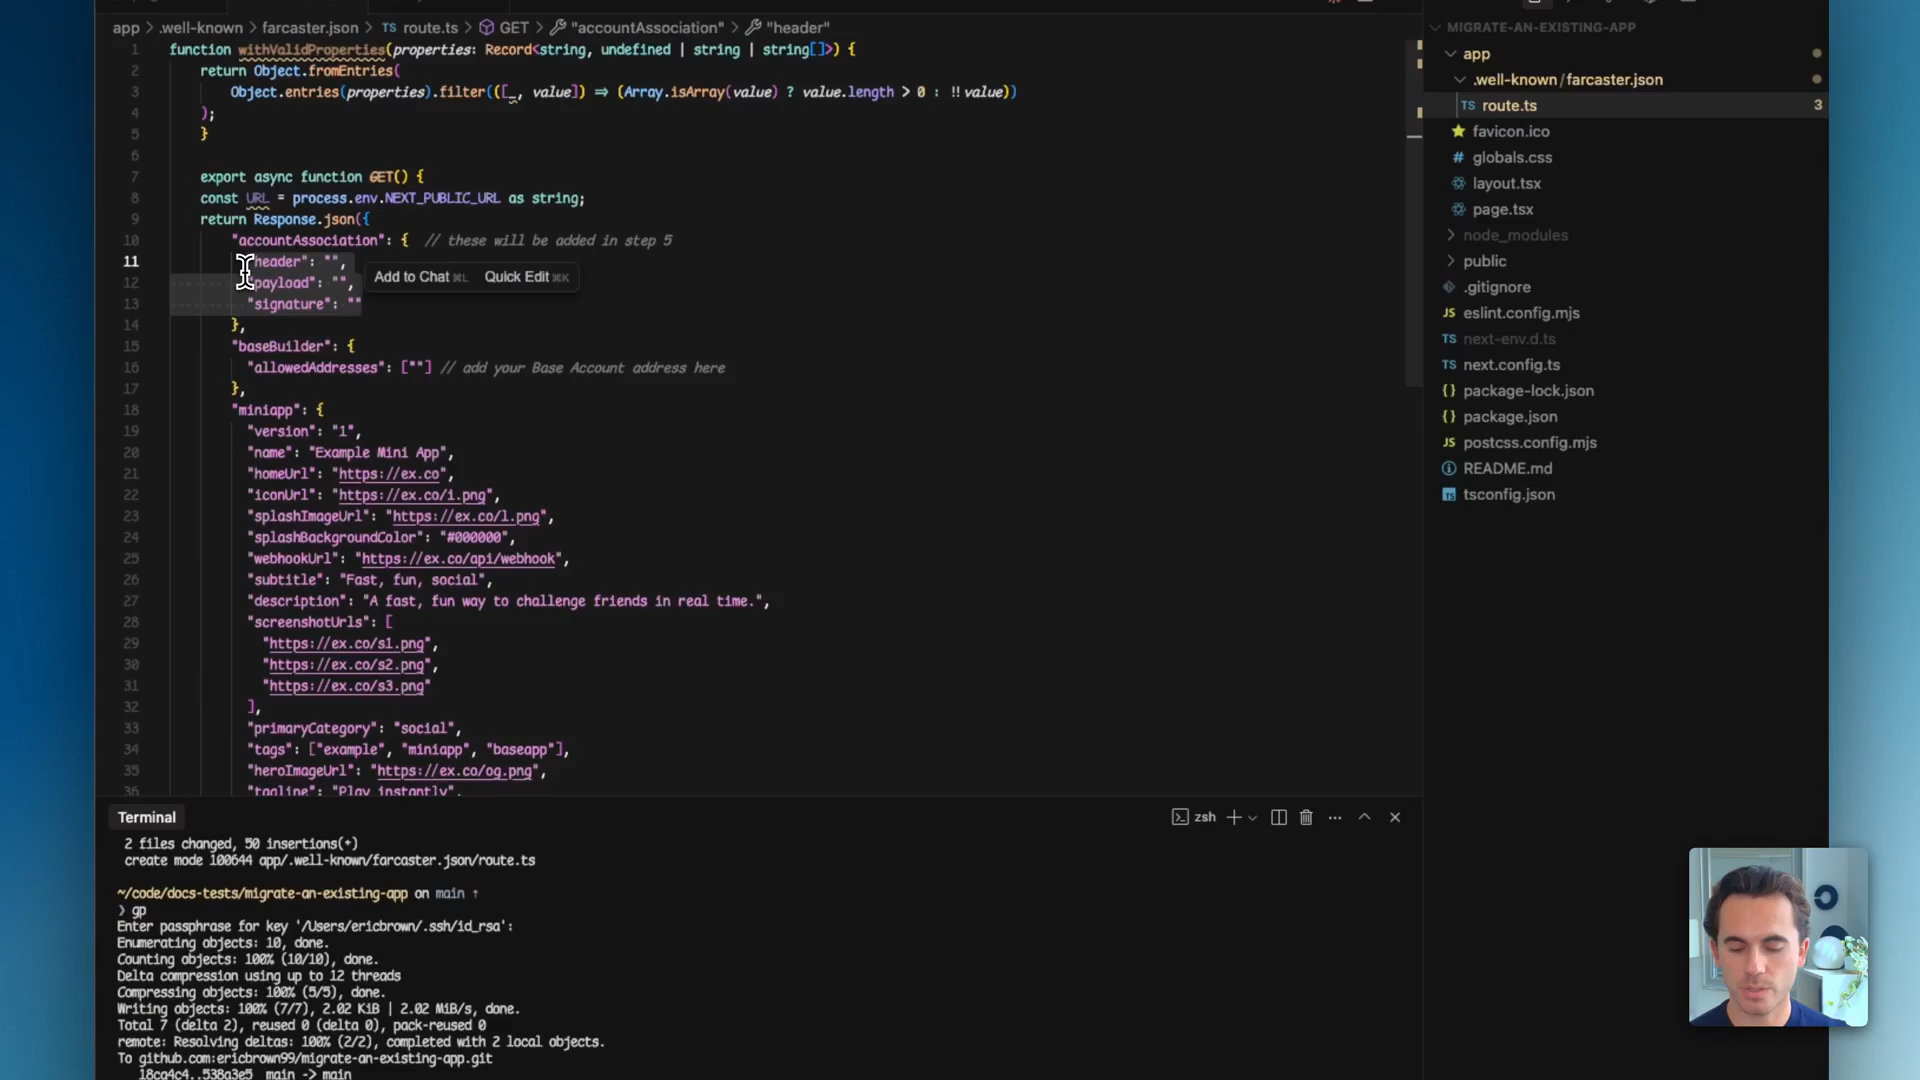 app > .well-known > farcaster.json > TS route.ts > GET > "accountAssociation" > "header"
1 function withValidProperties(properties: Record<string, undefined | string | string[]>) {
2 return Object.fromEntries(
3 Object.entries(properties).filter(([_, value]) => (Array.isArray(value) ? value.length > 0 : !!value))
4 );
5 }
6
7 export async function GET() {
8 const URL = process.env.NEXT_PUBLIC_URL as string;
9 return Response.json({
10 "accountAssociation": { // these will be added in step 5
11 "header": "",
Add to Chat ⌘L Quick Edit ⌘K
12 "payload": "",
13 "signature": ""
14 },
15 "baseBuilder": {
16 "allowedAddresses": [""] // add your Base Account address here
17 },
18 "miniapp": {
19 "version": "1",
20 "name": "Example Mini App",
21 "homeUrl": "https://ex.co",
22 "iconUrl": "https://ex.co/i.png",
23 "splashImageUrl": "https://ex.co/l.png",
24 "splashBackgroundColor": "#000000",
25 "webhookUrl": "https://ex.co/api/webhook",
26 "subtitle": "Fast, fun, social",
27 "description": "A fast, fun way to challenge friends in real time.",
28 "screenshotUrls": [
29 "https://ex.co/s1.png",
30 "https://ex.co/s2.png",
31 "https://ex.co/s3.png"
32 ],
33 "primaryCategory": "social",
34 "tags": ["example", "miniapp", "baseapp"],
35 "heroImageUrl": "https://ex.co/og.png",
36 "tagline": "Play instantly",
Terminal
zsh
2 files changed, 50 insertions(+)
create mode 100644 app/.well-known/farcaster.json/route.ts
~/code/docs-tests/migrate-an-existing-app on main ↑
❯ gp
Enter passphrase for key '/Users/ericbrown/.ssh/id_rsa':
Enumerating objects: 10, done.
Counting objects: 100% (10/10), done.
Delta compression using up to 12 threads
Compressing objects: 100% (5/5), done.
Writing objects: 100% (7/7), 2.02 KiB | 2.02 MiB/s, done.
Total 7 (delta 2), reused 0 (delta 0), pack-reused 0
remote: Resolving deltas: 100% (2/2), completed with 2 local objects.
To github.com:ericbrown99/migrate-an-existing-app.git
18ca4c4..538a3e5 main -> main
MIGRATE-AN-EXISTING-APP
app
.well-known/farcaster.json
TS route.ts 3
favicon.ico
# globals.css
layout.tsx
page.tsx
node_modules
public
.gitignore
JS eslint.config.mjs
TS next-env.d.ts
TS next.config.ts
{} package-lock.json
{} package.json
JS postcss.config.mjs
README.md
TS tsconfig.json